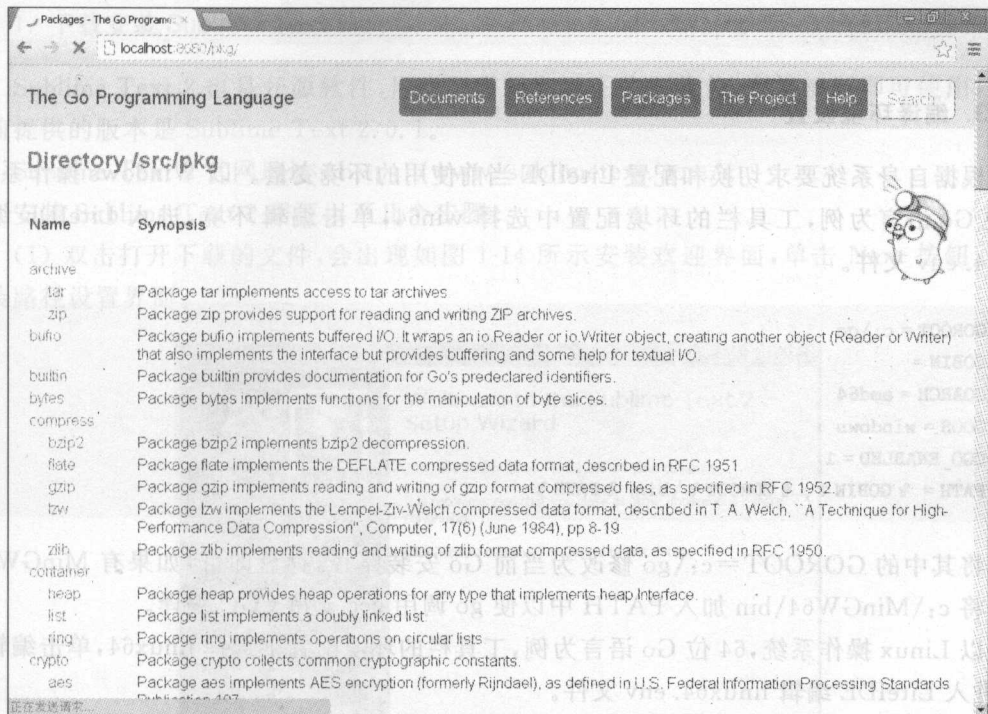 Packages - The Go Programm
localhost:8080/pkg/
The Go Programming Language
Documents References Packages The Project Help Search
Directory /src/pkg
Name Synopsis
archive
tar Package tar implements access to tar archives.
zip Package zip provides support for reading and writing ZIP archives.
bufio Package bufio implements buffered I/O. It wraps an io.Reader or io.Writer object, creating another object (Reader or Writer)
that also implements the interface but provides buffering and some help for textual I/O.
builtin Package builtin provides documentation for Go's predeclared identifiers.
bytes Package bytes implements functions for the manipulation of byte slices.
compress
bzip2 Package bzip2 implements bzip2 decompression.
flate Package flate implements the DEFLATE compressed data format, described in RFC 1951
gzip Package gzip implements reading and writing of gzip format compressed files, as specified in RFC 1952.
lzw Package lzw implements the Lempel-Ziv-Welch compressed data format, described in T. A. Welch, ``A Technique for High-
Performance Data Compression'', Computer, 17(6) (June 1984), pp 8-19.
zlib Package zlib implements reading and writing of zlib format compressed data, as specified in RFC 1950.
container
heap Package heap provides heap operations for any type that implements heap.Interface.
list Package list implements a doubly linked list.
ring Package ring implements operations on circular lists.
crypto Package crypto collects common cryptographic constants.
aes Package aes implements AES encryption (formerly Rijndael), as defined in U.S. Federal Information Processing Standards
Publication 197.
正在发送请求...